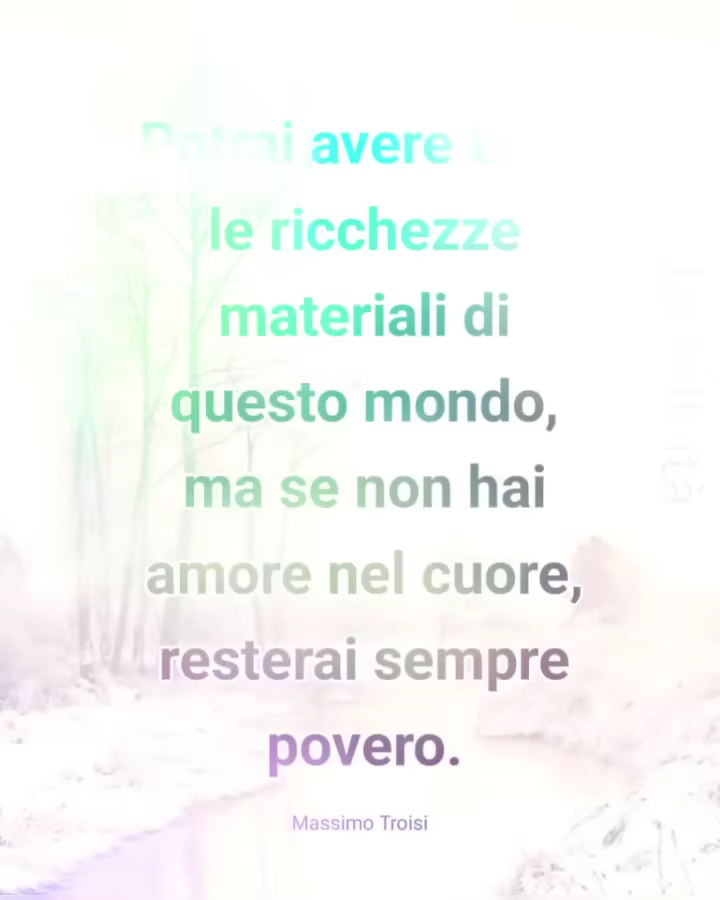 Potrai avere
le ricchezze
materiali di
questo mondo,
ma se non hai
amore nel cuore,
resterai sempre
povero.
Massimo Troisi